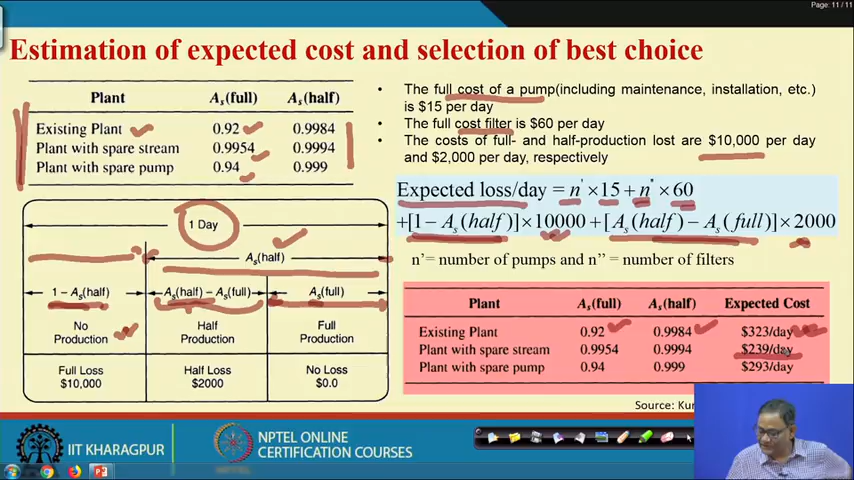 Page: 11 / 11
Estimation of expected cost and selection of best choice
Plant As(full) As(half)
Existing Plant 0.92 0.9984
Plant with spare stream 0.9954 0.9994
Plant with spare pump 0.94 0.999
• The full cost of a pump(including maintenance, installation, etc.)
is $15 per day
• The full cost filter is $60 per day
• The costs of full- and half-production lost are $10,000 per day
and $2,000 per day, respectively
Expected loss/day = n' × 15 + n" × 60
+[1 − As(half)] × 10000 + [As(half) − As(full)] × 2000
n'= number of pumps and n''= number of filters
1 Day
As(half)
1 − As(half) As(half) − As(full) As(full)
No Production Half Production Full Production
Full Loss $10,000 Half Loss $2000 No Loss $0.0
Plant As(full) As(half) Expected Cost
Existing Plant 0.92 0.9984 $323/day
Plant with spare stream 0.9954 0.9994 $239/day
Plant with spare pump 0.94 0.999 $293/day
Source:
IIT KHARAGPUR
NPTEL ONLINE
CERTIFICATION COURSES